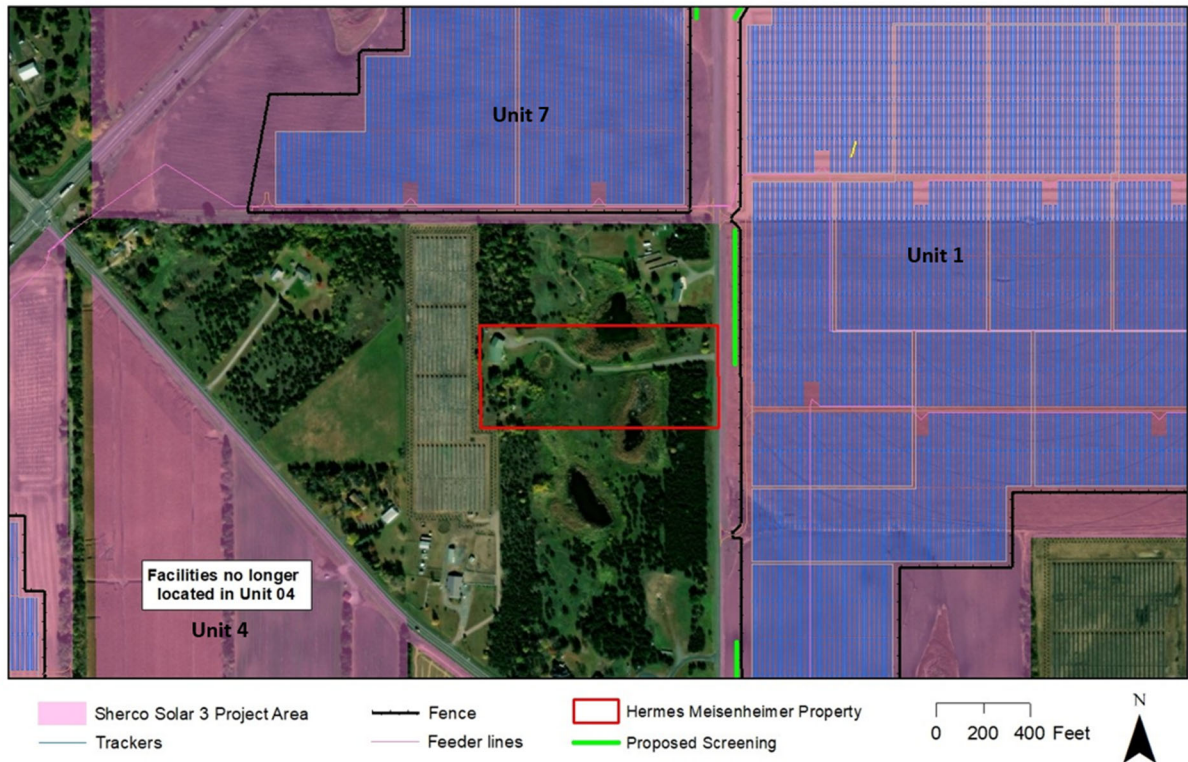 Unit 7
Unit 1
Facilities no longer
located in Unit 04
Unit 4
Sherco Solar 3 Project Area
Fence
Hermes Meisenheimer Property
Trackers
Feeder lines
Proposed Screening
0 200 400 Feet
N